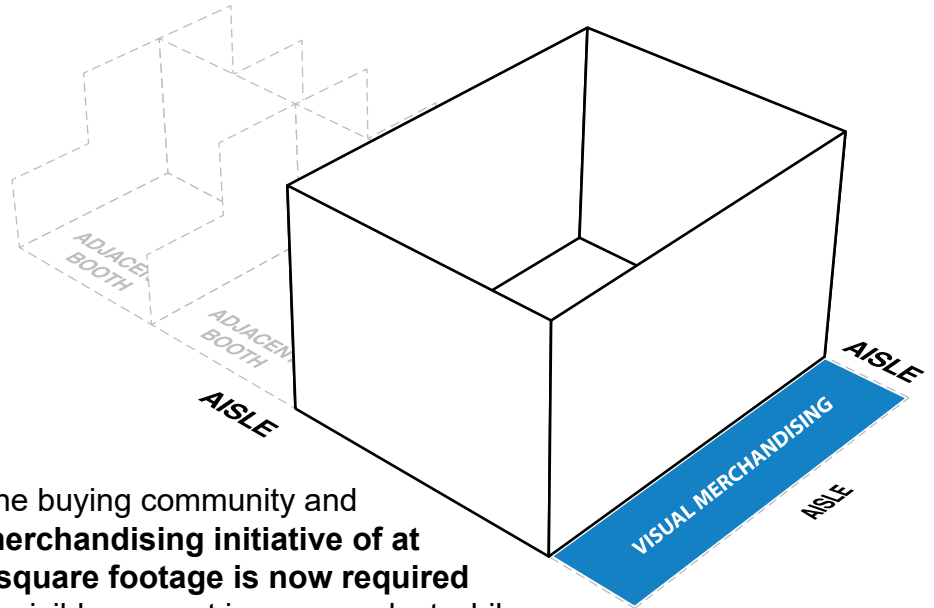 ADJACEN
BOOTH
ADJACENT
BOOTH
AISLE
AISLE
VISUAL MERCHANDISING
AISLE
he buying community and
erchandising initiative of at
square footage is now required